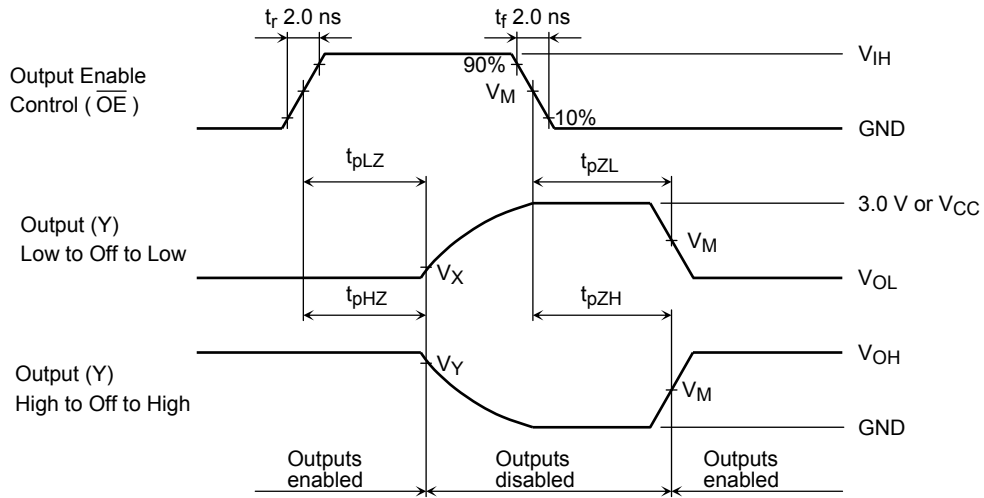 tr 2.0 ns
tf 2.0 ns
Output Enable
Control ( OE )
90%
VM
10%
VIH
GND
tpLZ
tpZL
Output (Y)
Low to Off to Low
VX
VM
3.0 V or VCC
VOL
tpHZ
tpZH
Output (Y)
High to Off to High
VY
VM
VOH
GND
Outputs
enabled
Outputs
disabled
Outputs
enabled